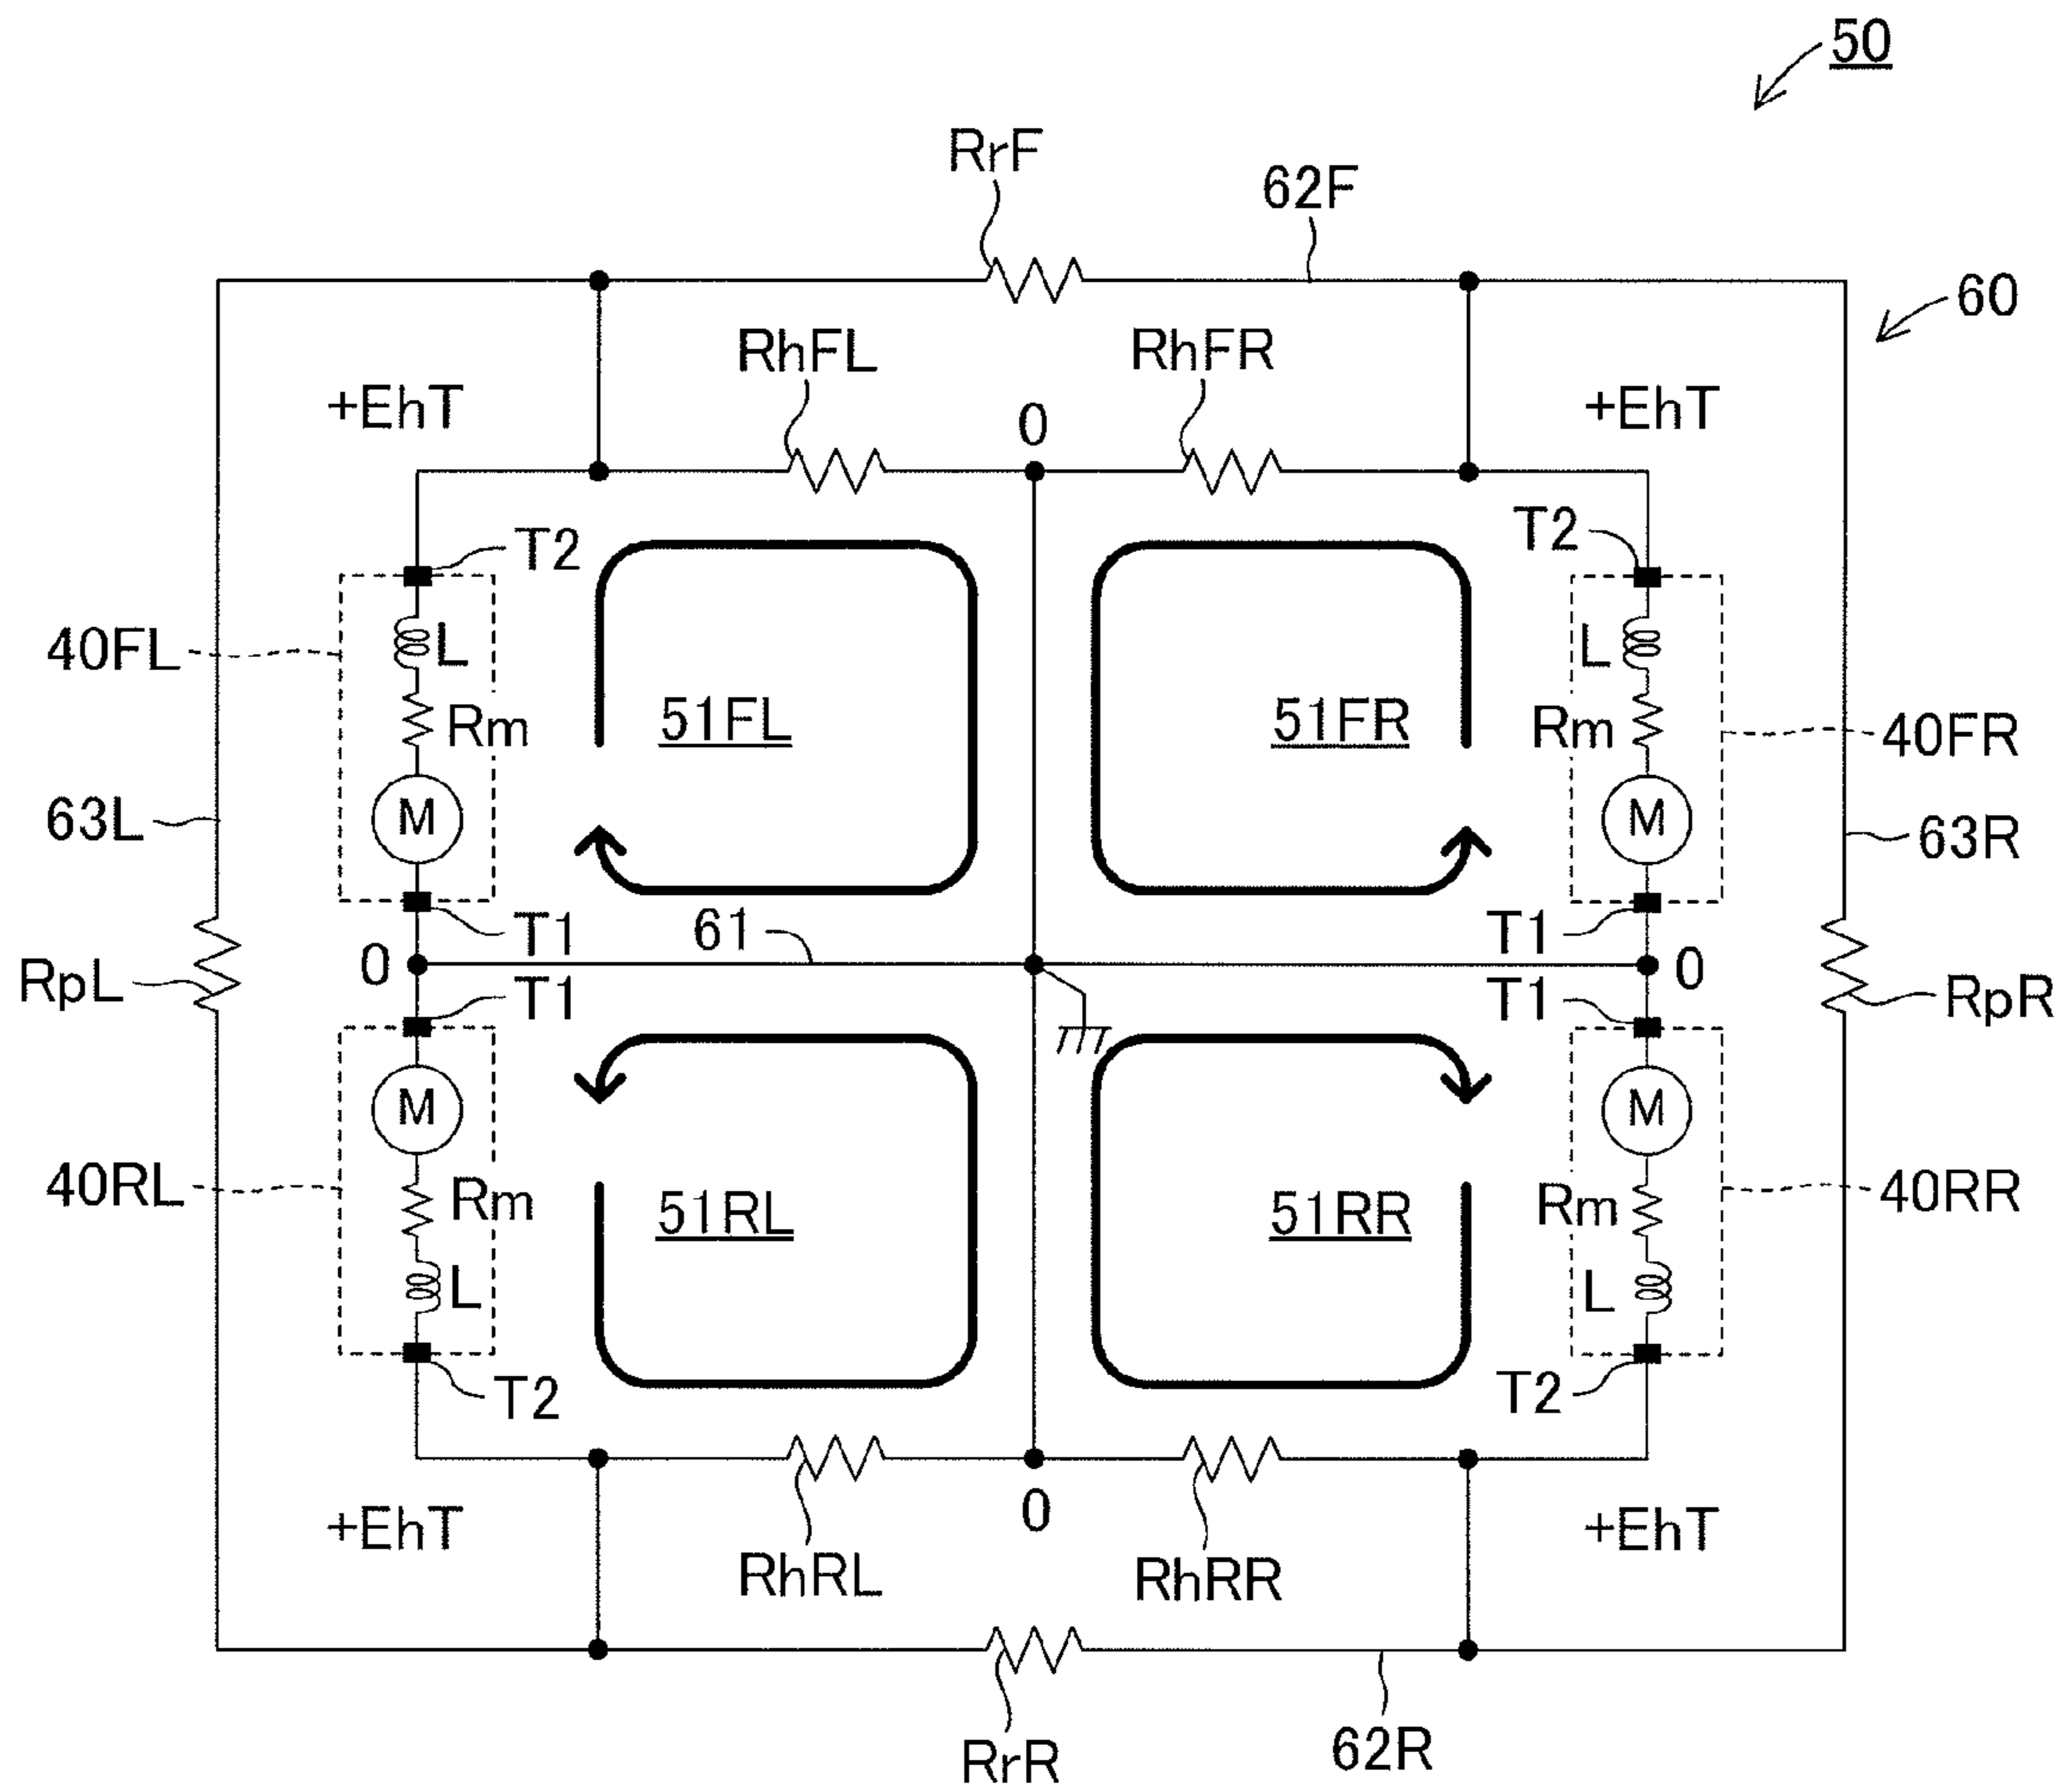 50
RrF
62F
60
RhFL
RhFR
+EhT
0
+EhT
T2
T2
40FL
L
L
51FL
51FR
Rm
Rm
40FR
63L
M
M
63R
T1
61
T1
0
0
RpL
T1
T1
RpR
M
M
40RL
Rm
51RL
51RR
Rm
40RR
L
L
T2
T2
+EhT
0
+EhT
RhRL
RhRR
RrR
62R